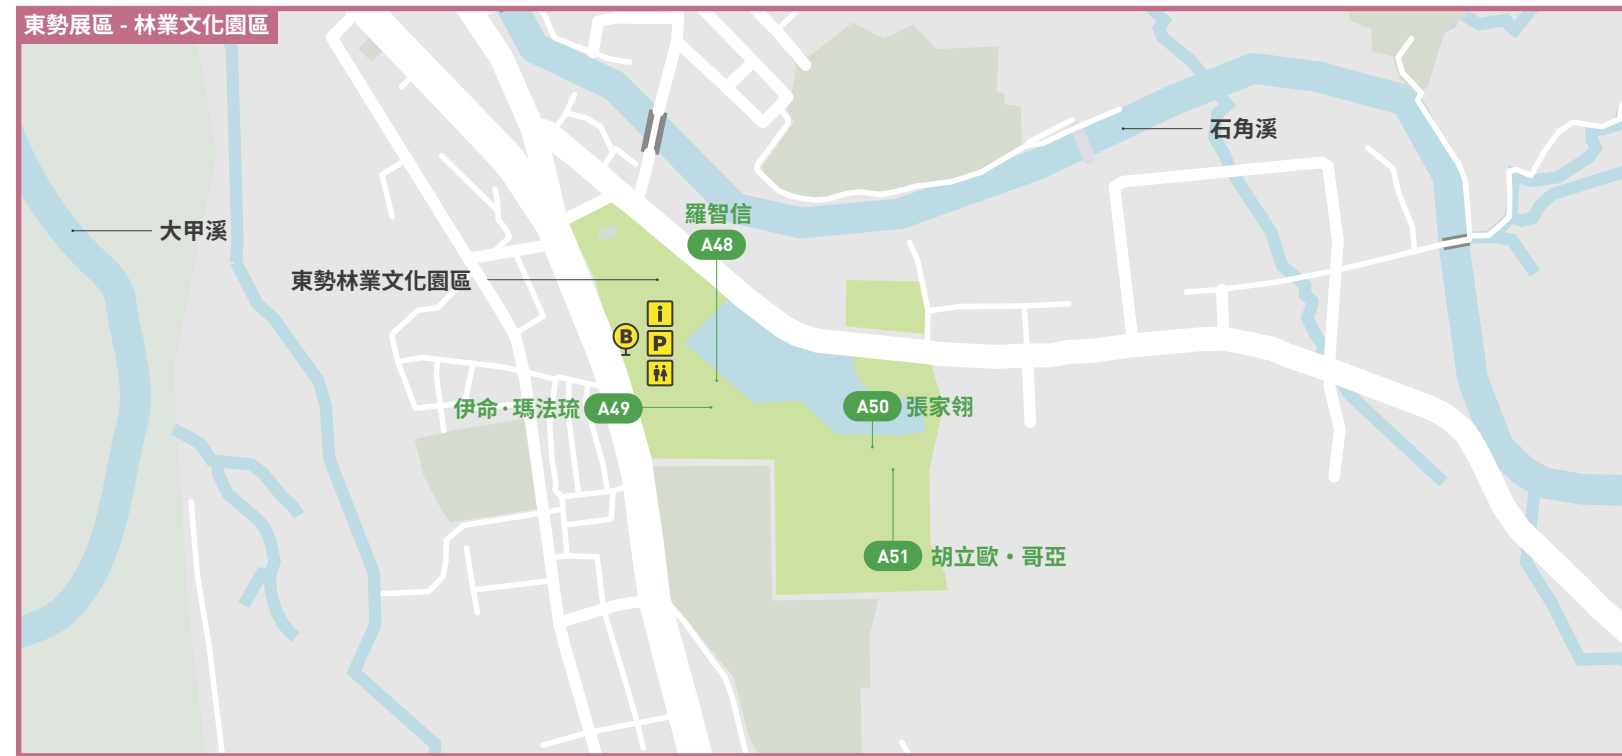 東勢展區 - 林業文化園區
石角溪
羅智信
A48
大甲溪
東勢林業文化園區
i
B
P
伊命·瑪法琉 A49
A50 張家翎
A51 胡立歐・哥亞